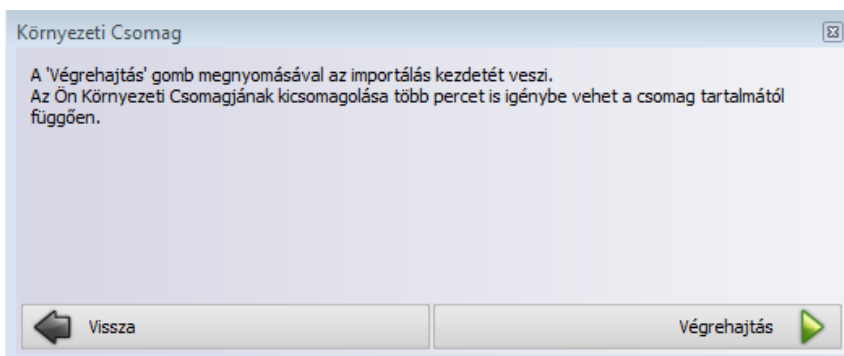 Környezeti Csomag
A 'Végrehajtás' gomb megnyomásával az importálás kezdetét veszi.
Az Ön Környezeti Csomagjának kicsomagolása több percet is igénybe vehet a csomag tartalmától
függően.
Vissza
Végrehajtás